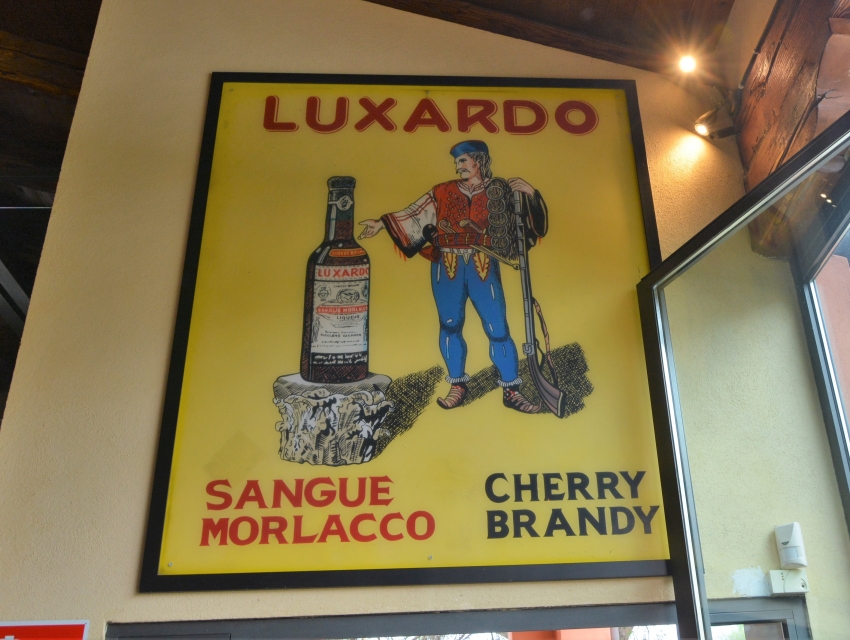 LUXARDO
LUXARDO
SANGUE MORLACCO
SANGUE
MORLACCO
CHERRY
BRANDY